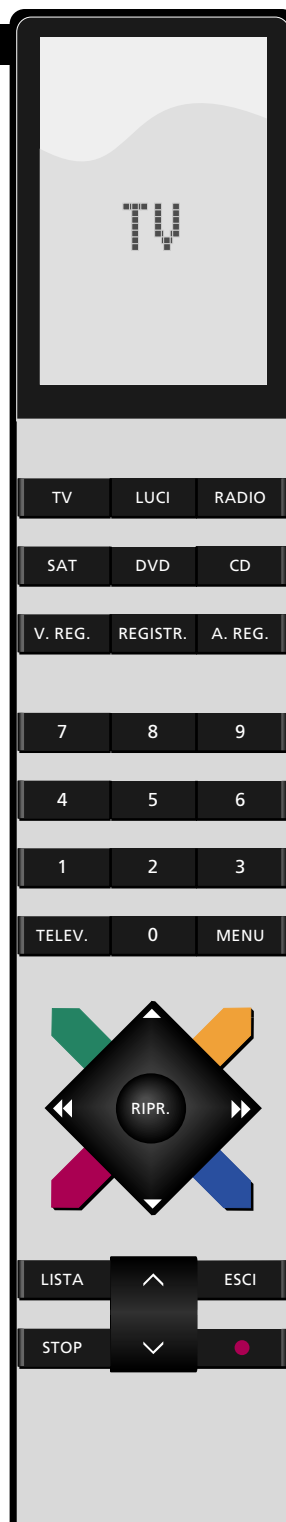 TV
TV LUCI RADIO
SAT DVD CD
V. REG. REGISTR. A. REG.
7 8 9
4 5 6
1 2 3
TELEV. 0 MENU
RIPR.
LISTA ESCI
STOP